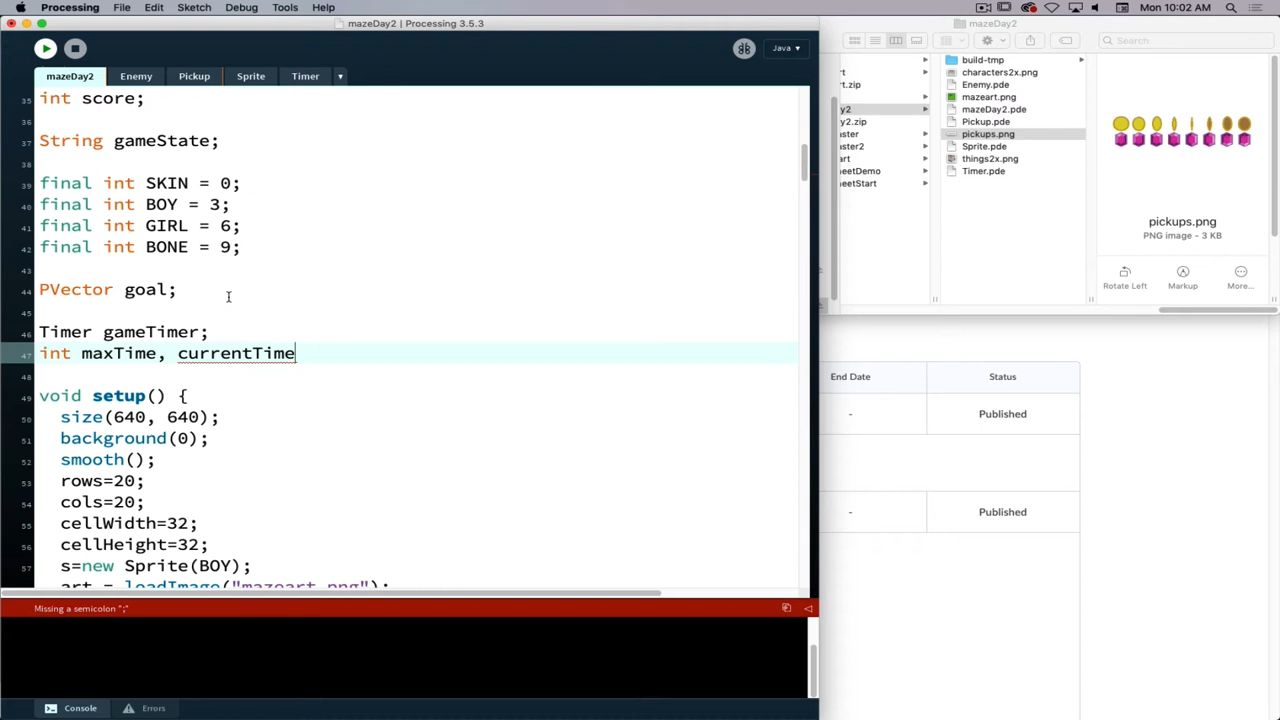 Processing File Edit Sketch Debug Tools Help
Mon 10:02 AM
mazeDay2 | Processing 3.5.3
mazeDay2
Java
Search
mazeDay2 Enemy Pickup Sprite Timer
35 int score;
36
37 String gameState;
38
39 final int SKIN = 0;
40 final int BOY = 3;
41 final int GIRL = 6;
42 final int BONE = 9;
43
44 PVector goal;
45
46 Timer gameTimer;
47 int maxTime, currentTime
48
49 void setup() {
50 size(640, 640);
51 background(0);
52 smooth();
53 rows=20;
54 cols=20;
55 cellWidth=32;
56 cellHeight=32;
57 s=new Sprite(BOY);
art = loadImage("mazeart.png");
Missing a semicolon ";"
Console Errors
rt
rt.zip
y2
y2.zip
aster
aster2
art
eetDemo
eetStart
build-tmp
characters2x.png
Enemy.pde
mazeart.png
mazeDay2.pde
Pickup.pde
pickups.png
Sprite.pde
things2x.png
Timer.pde
pickups.png
PNG image - 3 KB
Rotate Left Markup More...
End Date Status
- Published
- Published